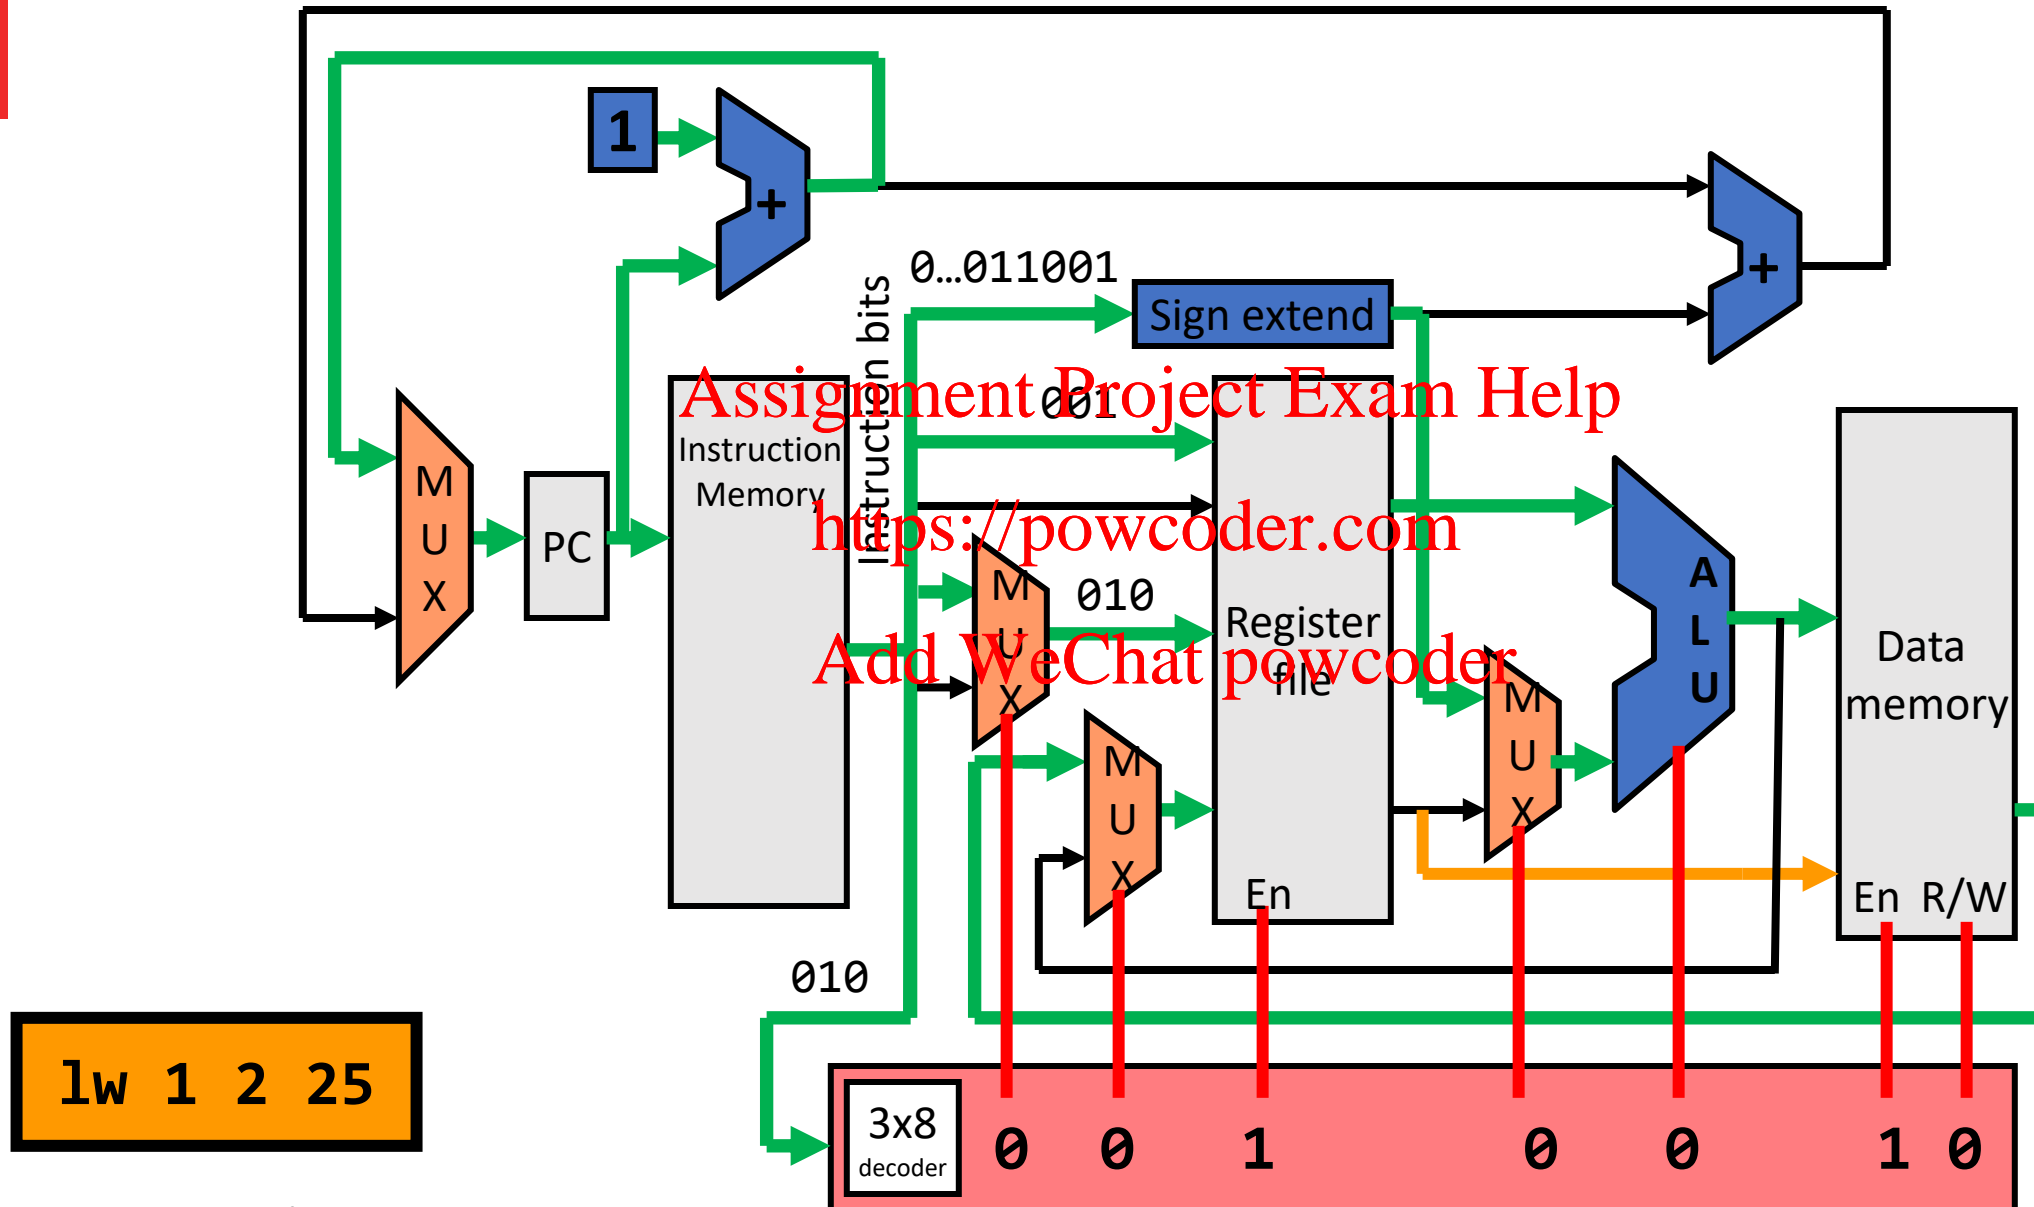 1
+
+
0…011001
Sign extend
Instruction bits
001
Assignment Project Exam Help
Instruction
Memory
M
U
X
PC
https://powcoder.com
M
U
X
010
Register
file
A
L
U
Add WeChat powcoder
Data
memory
M
U
X
M
U
X
En
En R/W
010
lw 1 2 25
3x8
decoder
0 0 1 0 0 1 0